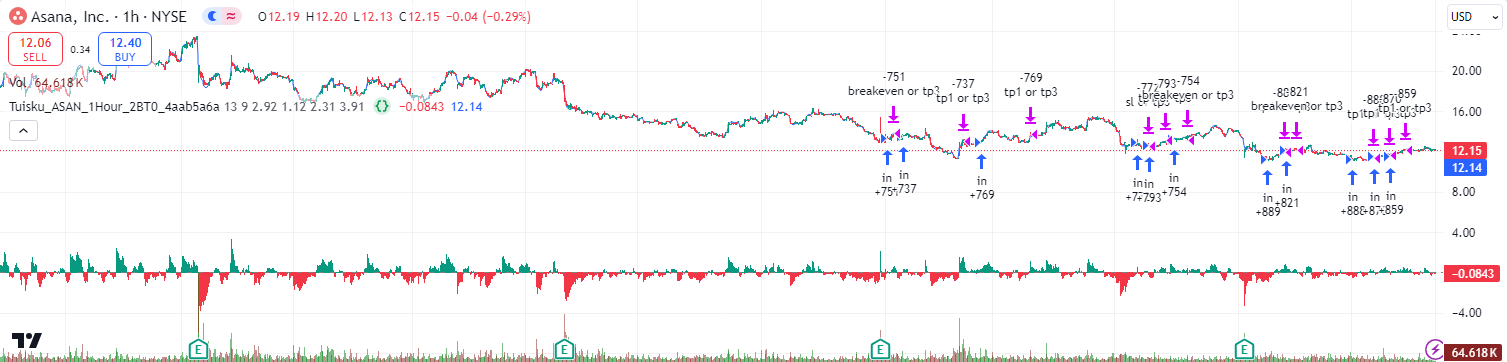 Asana, Inc. · 1h · NYSE O12.19 H12.20 L12.13 C12.15 −0.04 (−0.29%)
USD
12.06 SELL
0.34
12.40 BUY
Vol 64.618K
Tuisku_ASAN_1Hour_2BT0_4aab5a6a 13 9 2.92 1.12 2.31 3.91 −0.0843 12.14
20.00
16.00
12.15
12.14
8.00
4.00
−0.0843
−4.00
64.618K
-751
breakeven or tp3
-737
tp1 or tp3
-769
tp1 or tp3
-793
-754
breakeven or tp3
821
breakeven or tp3
-859
tp1 or tp3
in
in
+737
in
+769
in
in
in
+754
in
+889
in
+821
in
in
in
+859
E
E
E
E